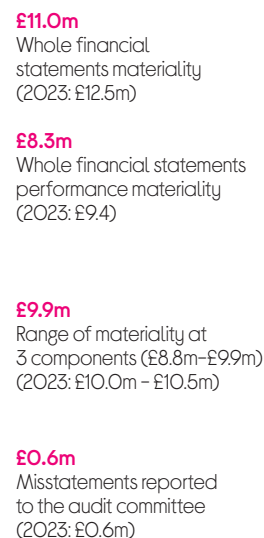 £11.0m
Whole financial
statements materiality
(2023: £12.5m)
£8.3m
Whole financial statements
performance materiality
(2023: £9.4)
£9.9m
Range of materiality at
3 components (£8.8m–£9.9m)
(2023: £10.0m – £10.5m)
£0.6m
Misstatements reported
to the audit committee
(2023: £0.6m)